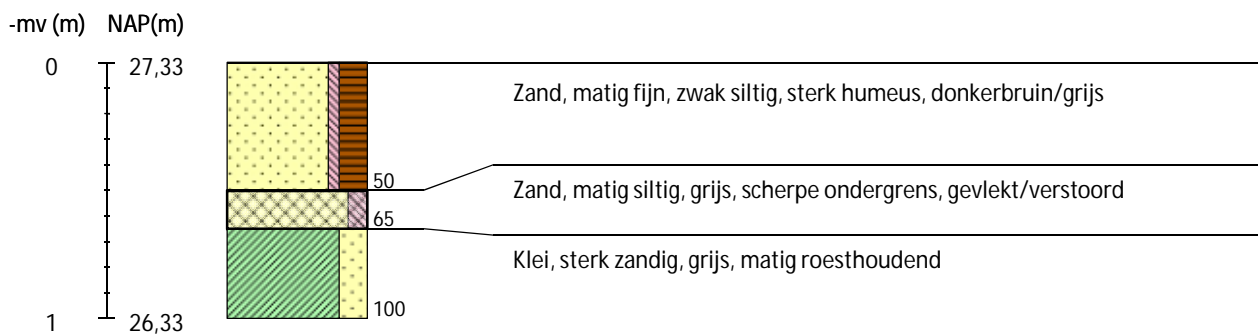 -mv (m) NAP(m)
0 27,33
Zand, matig fijn, zwak siltig, sterk humeus, donkerbruin/grijs
50
Zand, matig siltig, grijs, scherpe ondergrens, gevlekt/verstoord
65
Klei, sterk zandig, grijs, matig roesthoudend
100
1 26,33